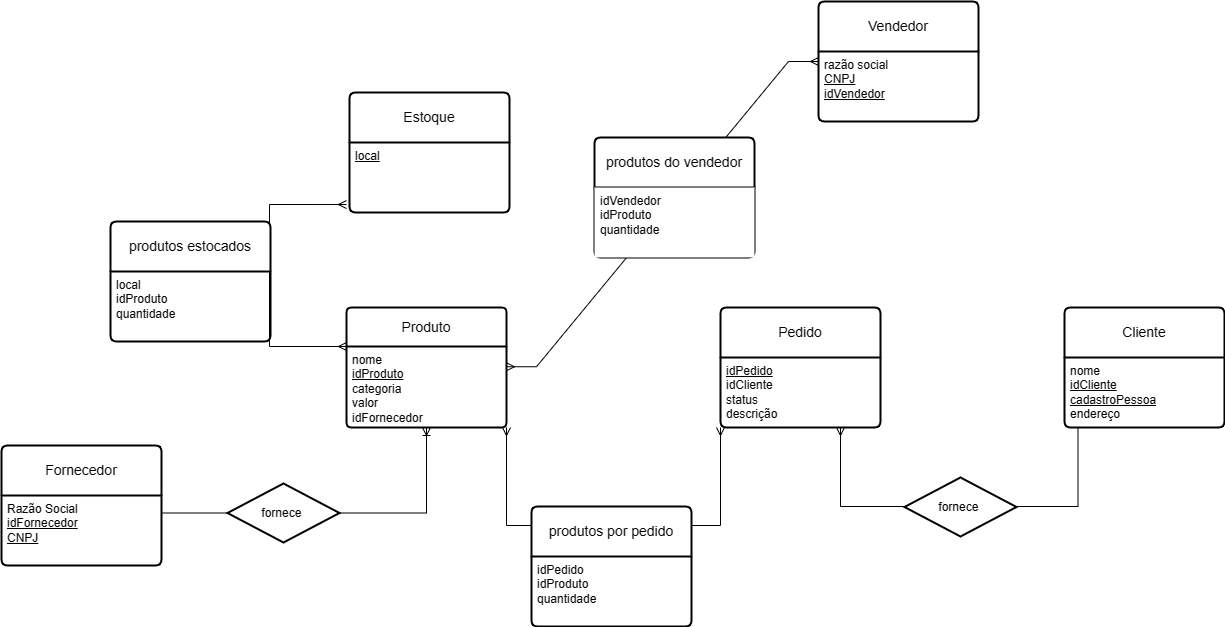 Vendedor
razão social
CNPJ
idVendedor
Estoque
local
produtos do vendedor
idVendedor
idProduto
quantidade
produtos estocados
local
idProduto
quantidade
Produto
nome
idProduto
categoria
valor
idFornecedor
Pedido
idPedido
idCliente
status
descrição
Cliente
nome
idCliente
cadastroPessoa
endereço
Fornecedor
Razão Social
idFornecedor
CNPJ
fornece
produtos por pedido
idPedido
idProduto
quantidade
fornece